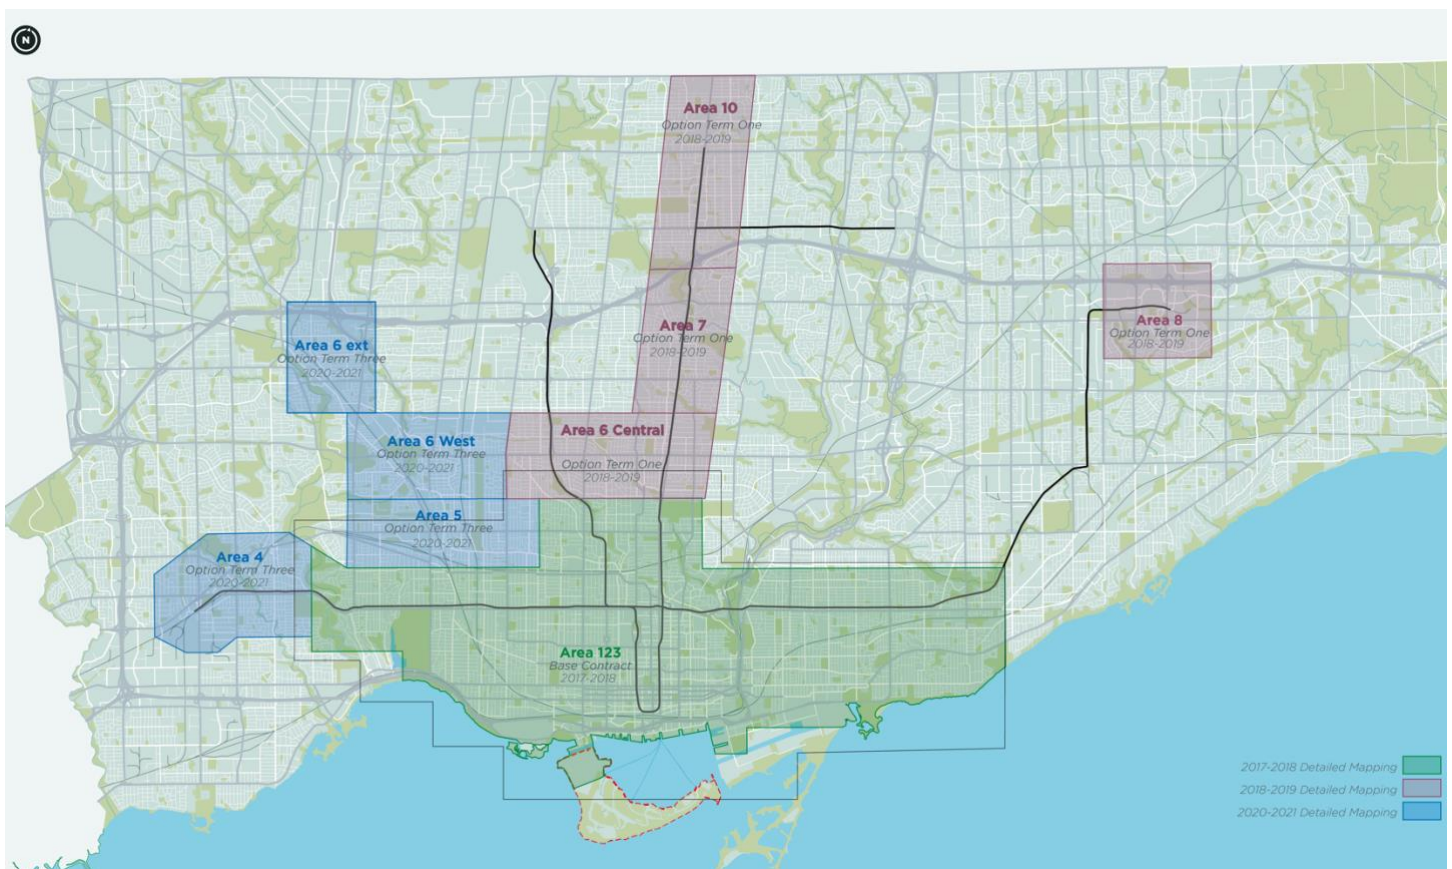 N
Area 10
Option Term One
2018-2019
Area 7
Option Term One
2018-2019
Area 8
Option Term One
2018-2019
Area 6 ext
Option Term Three
2020-2021
Area 6 West
Option Term Three
2020-2021
Area 6 Central
Option Term One
2018-2019
Area 5
Option Term Three
2020-2021
Area 4
Option Term Three
2020-2021
Area 123
Base Contract
2017-2018
2017-2018 Detailed Mapping
2018-2019 Detailed Mapping
2020-2021 Detailed Mapping